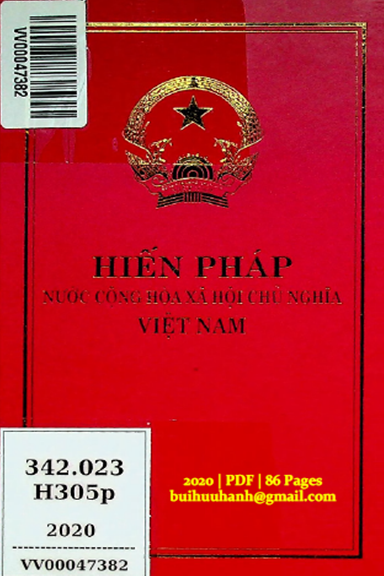 VV00047382
HIẾN PHÁP
NƯỚC CỘNG HÒA XÃ HỘI CHỦ NGHĨA
VIỆT NAM
342.023
H305p
2020
VV00047382
2020 | PDF | 86 Pages
buihuuhanh@gmail.com